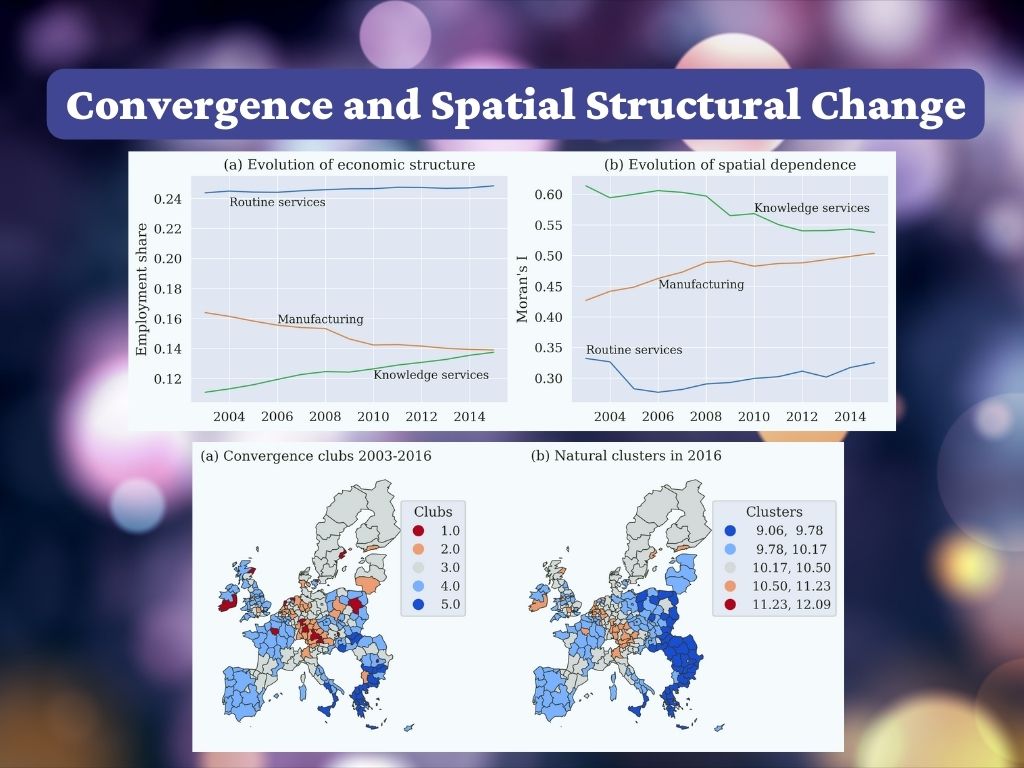 Convergence and Spatial Structural Change
(a) Evolution of economic structure
Employment share
0.24
0.22
0.20
0.18
0.16
0.14
0.12
Routine services
Manufacturing
Knowledge services
2004 2006 2008 2010 2012 2014
(b) Evolution of spatial dependence
Moran's I
0.60
0.55
0.50
0.45
0.40
0.35
0.30
Knowledge services
Manufacturing
Routine services
2004 2006 2008 2010 2012 2014
(a) Convergence clubs 2003-2016
Clubs
1.0
2.0
3.0
4.0
5.0
(b) Natural clusters in 2016
Clusters
9.06, 9.78
9.78, 10.17
10.17, 10.50
10.50, 11.23
11.23, 12.09